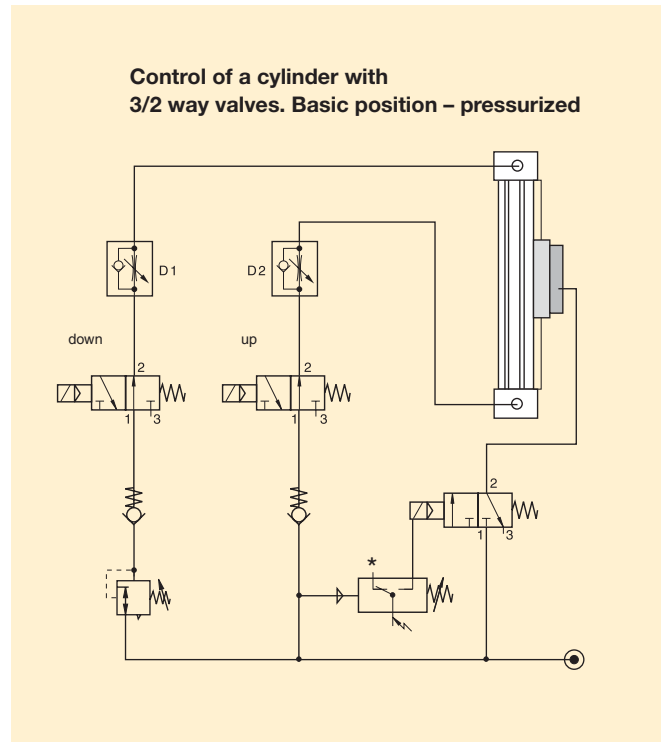 Control of a cylinder with
3/2 way valves. Basic position – pressurized
D1
D2
down
up
2
1
3
2
1
3
2
1
3
*